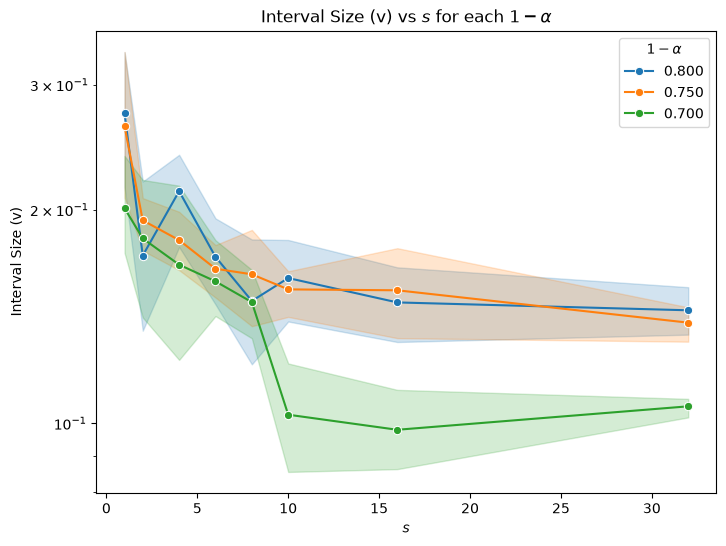 Interval Size (v) vs s for each 1 − α
Interval Size (v)
3 × 10⁻¹
2 × 10⁻¹
10⁻¹
1 − α
0.800
0.750
0.700
0 5 10 15 20 25 30
s